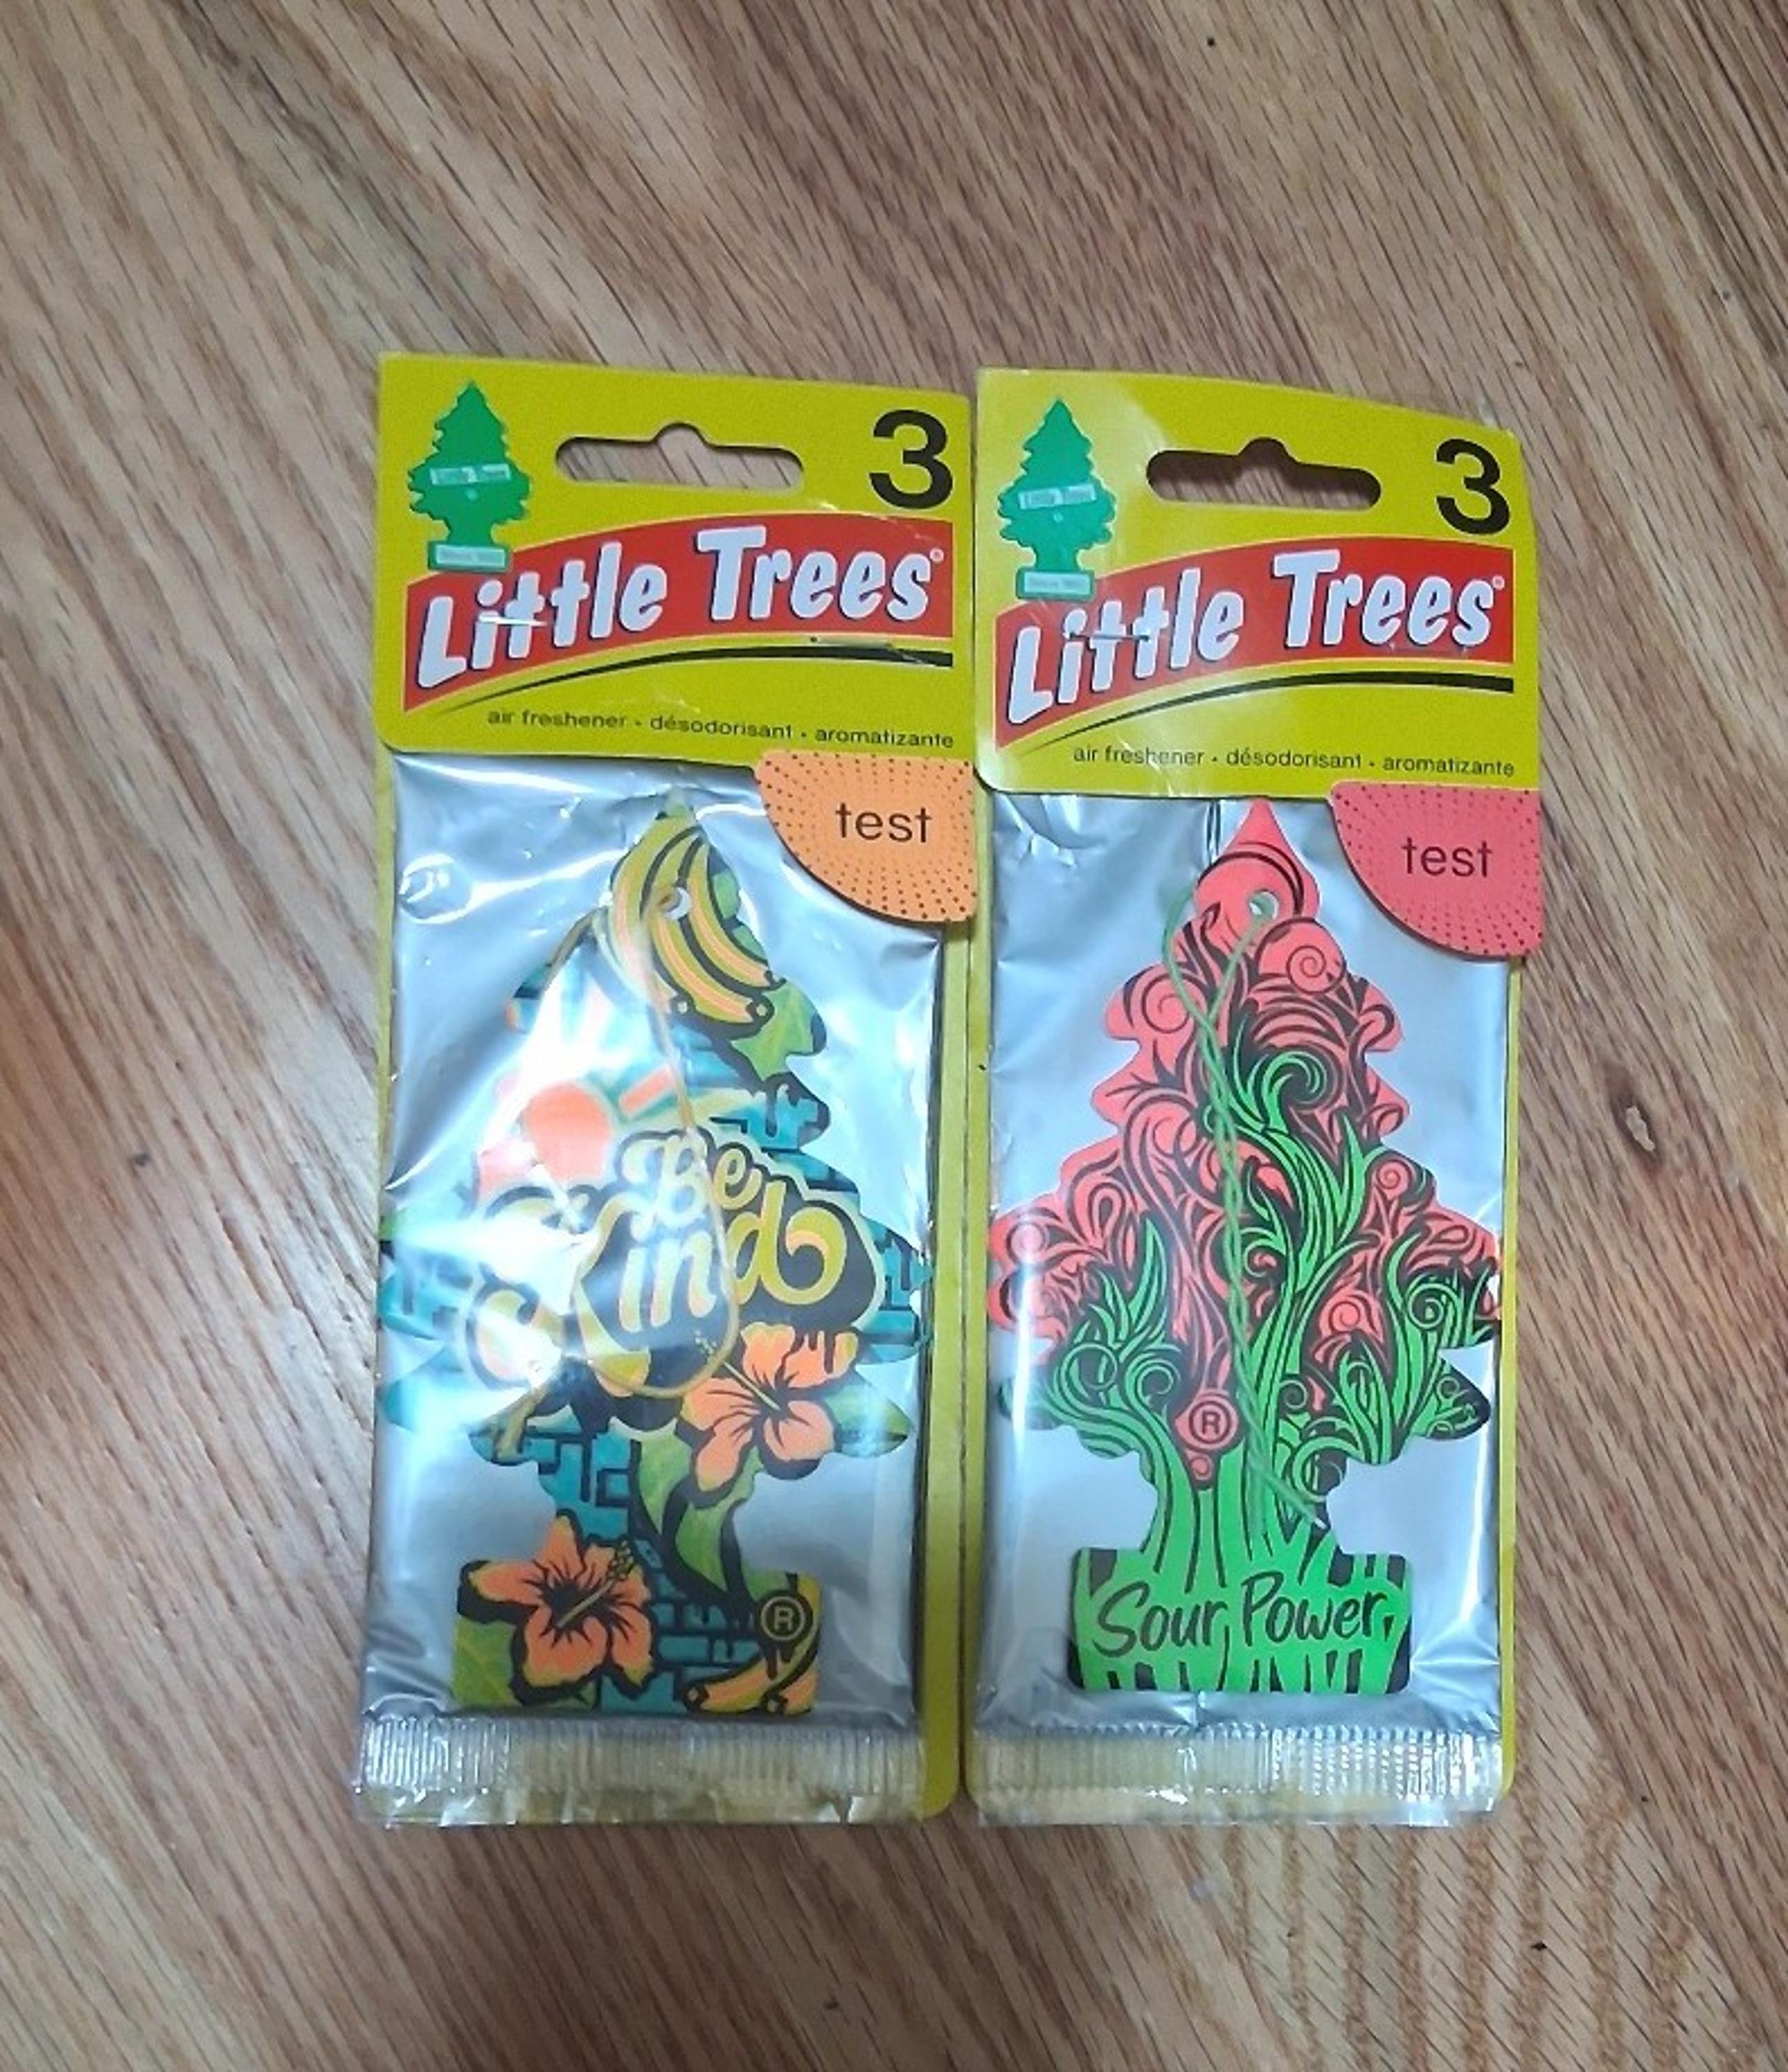 3
Little Trees®
air freshener • désodorisant • aromatizante
test
Be
Kind
®
3
Little Trees®
air freshener • désodorisant • aromatizante
test
®
Sour Power